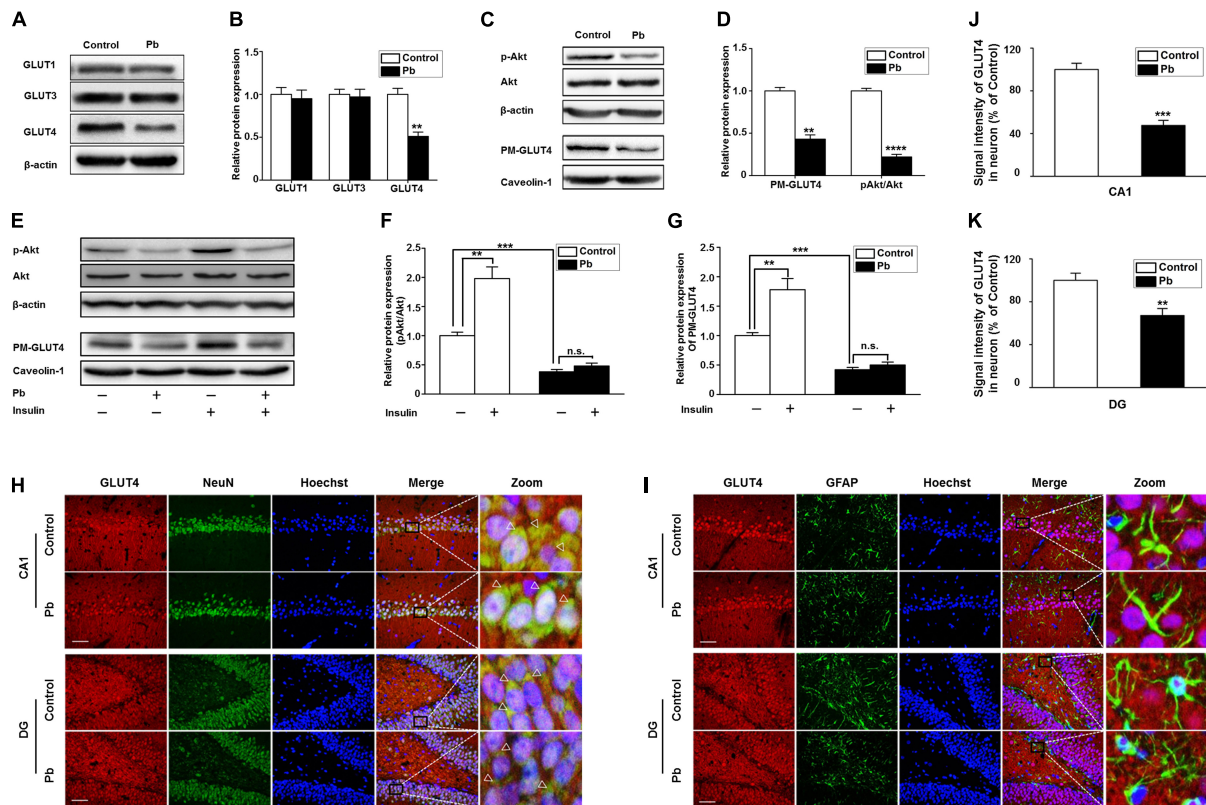 A
Control Pb
GLUT1
GLUT3
GLUT4
β-actin
B
Relative protein expression
1.5
1.0
0.5
0
Control
Pb
**
GLUT1 GLUT3 GLUT4
C
Control Pb
p-Akt
Akt
β-actin
PM-GLUT4
Caveolin-1
D
Relative protein expression
1.5
1.0
0.5
0
Control
Pb
**
****
PM-GLUT4 pAkt/Akt
J
Signal intensity of GLUT4
in neuron (% of Control)
120
80
40
0
Control
Pb
***
CA1
E
p-Akt
Akt
β-actin
PM-GLUT4
Caveolin-1
Pb – + – +
Insulin – – + +
F
Relative protein expression
(pAkt/Akt)
2.5
2.0
1.5
1.0
0.5
0
Control
Pb
***
**
n.s.
Insulin – + – +
G
Relative protein expression
Of PM-GLUT4
2.5
2.0
1.5
1.0
0.5
0
Control
Pb
***
**
n.s.
Insulin – + – +
K
Signal intensity of GLUT4
in neuron (% of Control)
120
80
40
0
Control
Pb
**
DG
H
GLUT4 NeuN Hoechst Merge Zoom
CA1
Control
Pb
DG
Control
Pb
I
GLUT4 GFAP Hoechst Merge Zoom
CA1
Control
Pb
DG
Control
Pb